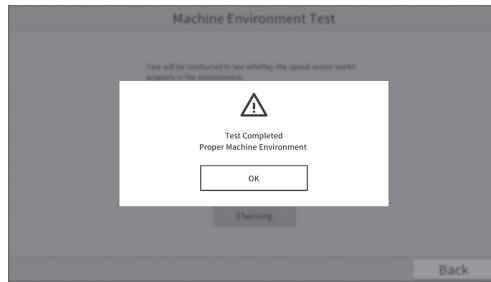 Machine Environment Test
Test will be conducted to see whether the speed sensor works
properly in the environment.
Test Completed
Proper Machine Environment
OK
Checking
Back